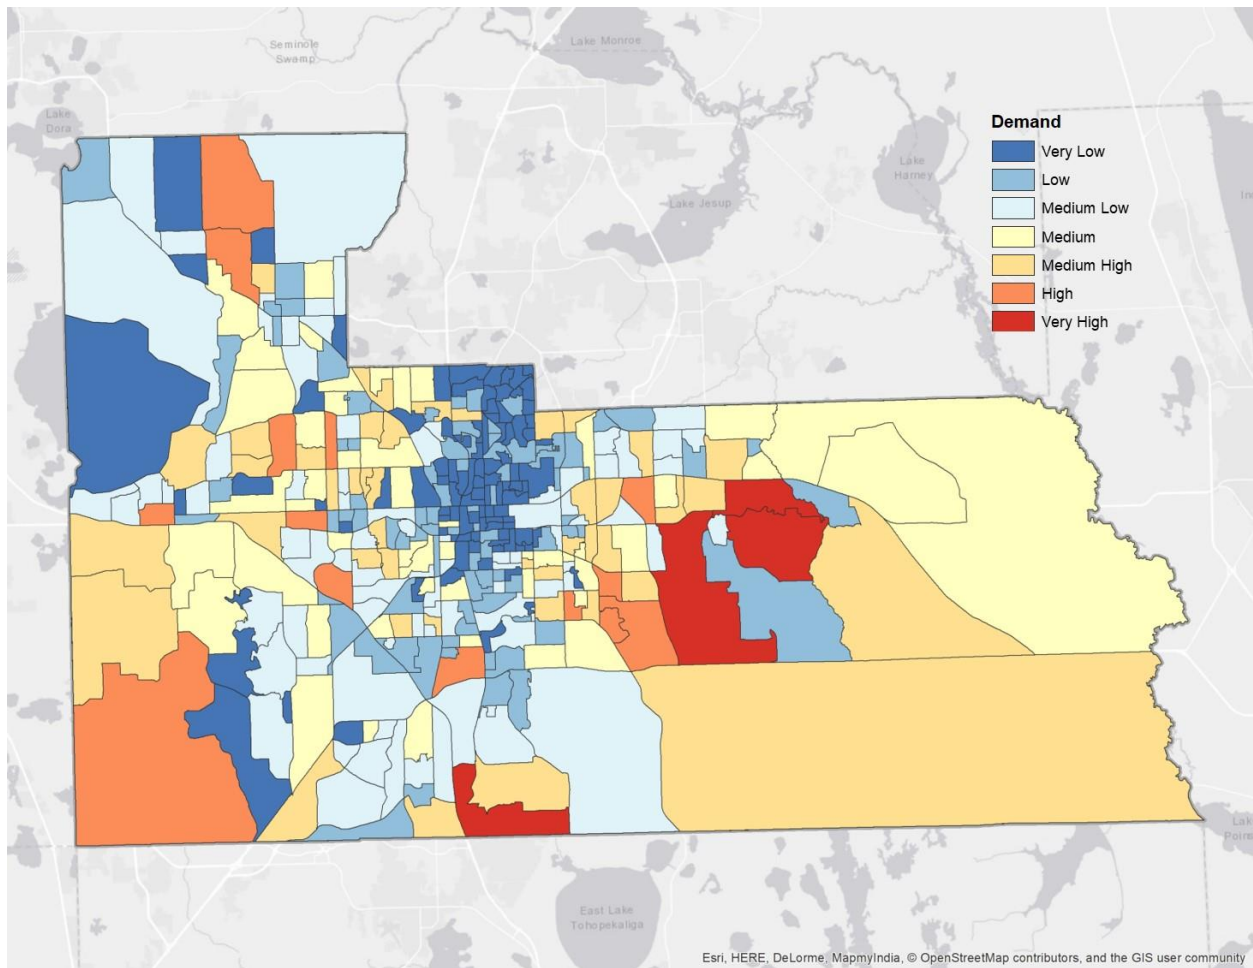 Lake Monroe
Seminole
Swamp
Lake
Dora
Demand
Very Low
Low
Medium Low
Medium
Medium High
High
Very High
Lake
Harney
Lake Jesup
East Lake
Tohopekaliga
Esri, HERE, DeLorme, MapmyIndia, © OpenStreetMap contributors, and the GIS user community